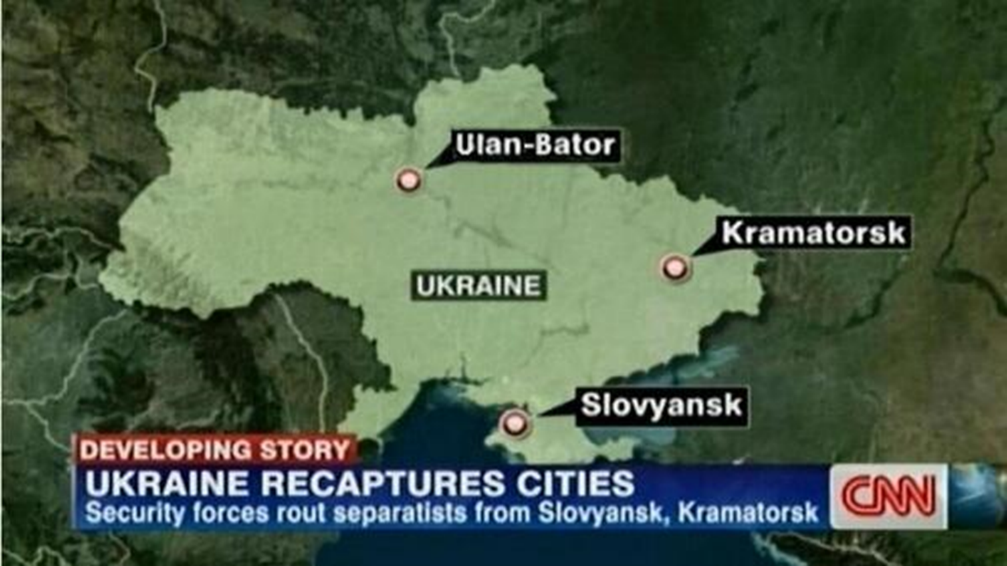 Ulan-Bator
Kramatorsk
UKRAINE
Slovyansk
DEVELOPING STORY
UKRAINE RECAPTURES CITIES
Security forces rout separatists from Slovyansk, Kramatorsk
CNN